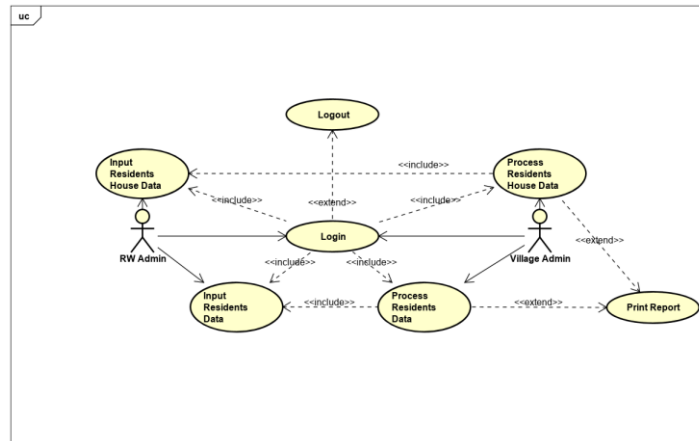 uc
Logout
Input
Residents
House Data
<<include>>
Process
Residents
House Data
<<include>>
<<extend>>
<<include>>
Login
RW Admin
Village Admin
<<extend>>
<<include>>
<<include>>
Input
Residents
Data
<<include>>
Process
Residents
Data
<<extend>>
Print Report